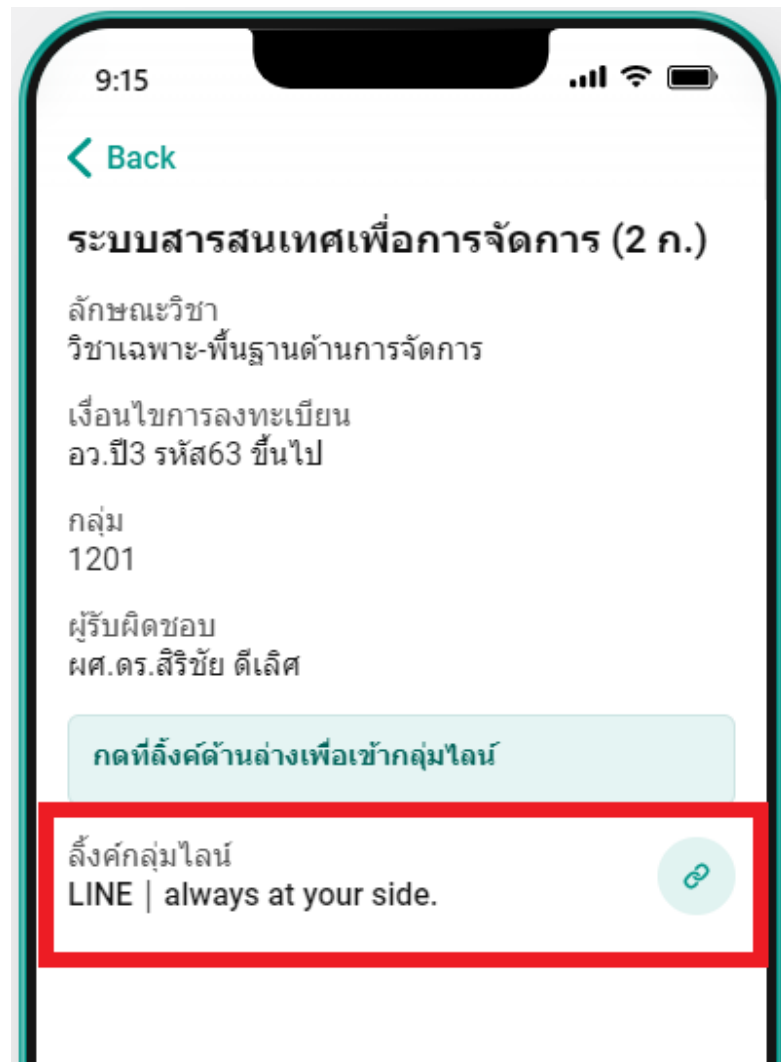 9:15
Back
ระบบสารสนเทศเพื่อการจัดการ (2 ก.)
ลักษณะวิชา
วิชาเฉพาะ-พื้นฐานด้านการจัดการ
เงื่อนไขการลงทะเบียน
อว.ปี3 รหัส63 ขึ้นไป
กลุ่ม
1201
ผู้รับผิดชอบ
ผศ.ดร.สิริชัย ดีเลิศ
กดที่ลิ้งค์ด้านล่างเพื่อเข้ากลุ่มไลน์
ลิ้งค์กลุ่มไลน์
LINE | always at your side.